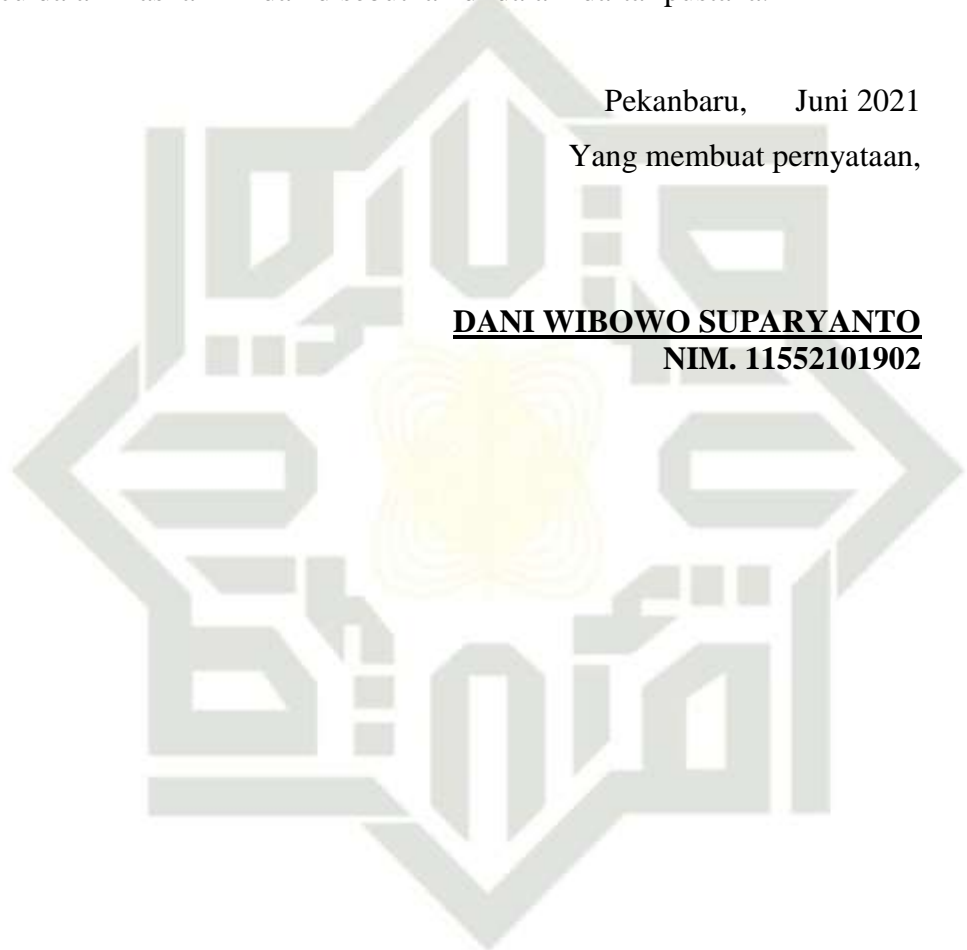 Pekanbaru, Juni 2021
Yang membuat pernyataan,
DANI WIBOWO SUPARYANTO
NIM. 11552101902